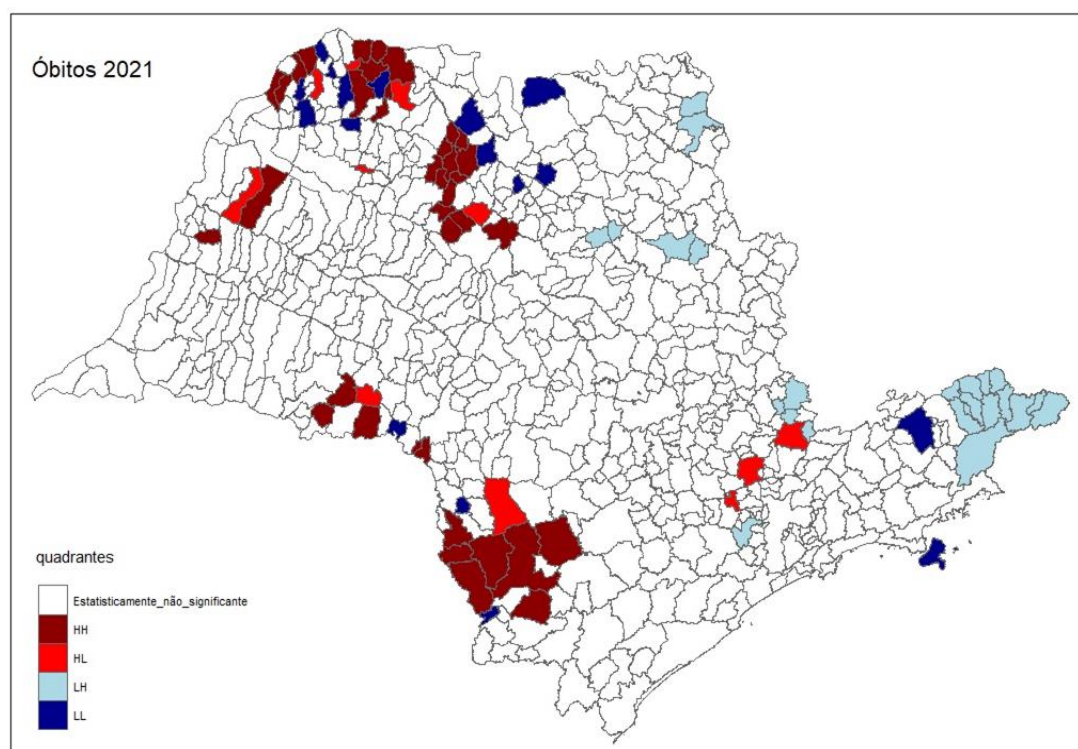 Óbitos 2021
quadrantes
Estatisticamente_não_significante
HH
HL
LH
LL